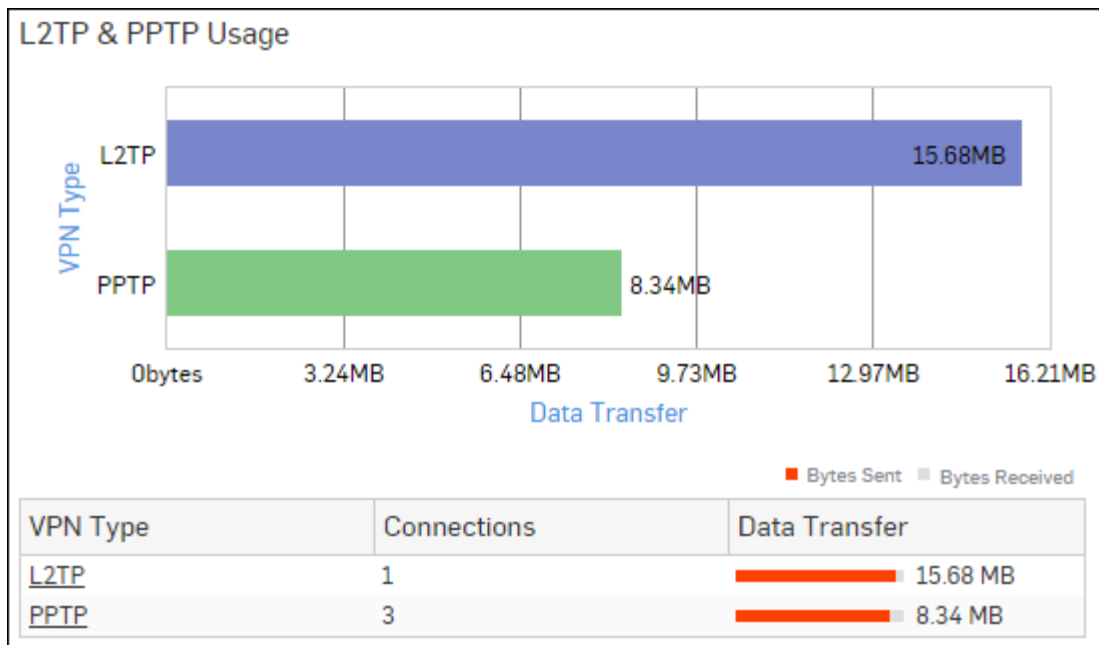 L2TP & PPTP Usage
L2TP
15.68MB
VPN Type
PPTP
8.34MB
0bytes 3.24MB 6.48MB 9.73MB 12.97MB 16.21MB
Data Transfer
Bytes Sent Bytes Received
VPN Type Connections Data Transfer
L2TP 1 15.68 MB
PPTP 3 8.34 MB